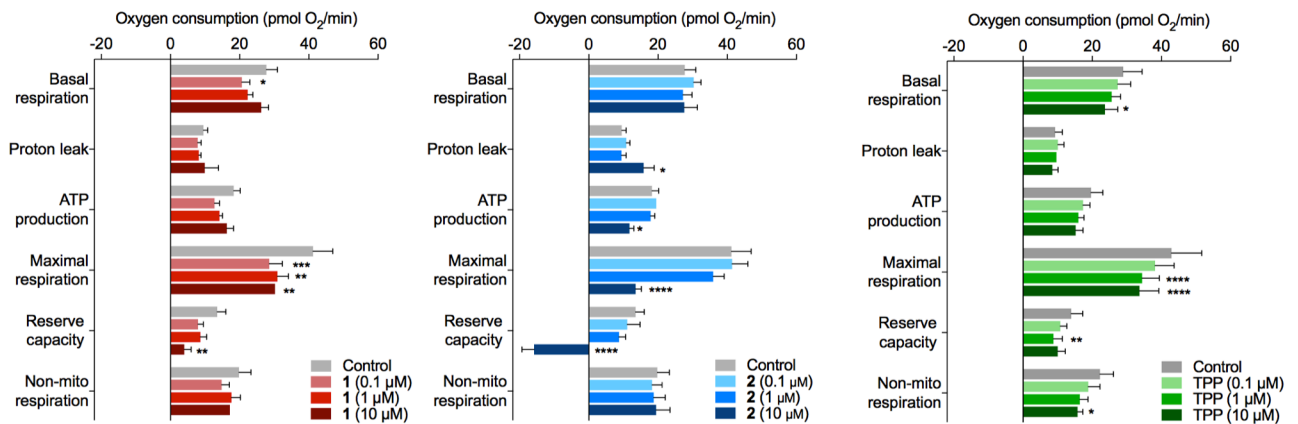 Oxygen consumption (pmol O2/min)
-20 0 20 40 60
Basal
respiration
*
Proton leak
ATP
production
Maximal
respiration
***
**
**
Reserve
capacity
**
Non-mito
respiration
Control
1 (0.1 µM)
1 (1 µM)
1 (10 µM)
Oxygen consumption (pmol O2/min)
-20 0 20 40 60
Basal
respiration
Proton leak
*
ATP
production
*
Maximal
respiration
****
Reserve
capacity
****
Non-mito
respiration
Control
2 (0.1 µM)
2 (1 µM)
2 (10 µM)
Oxygen consumption (pmol O2/min)
-20 0 20 40 60
Basal
respiration
*
Proton leak
ATP
production
Maximal
respiration
****
****
Reserve
capacity
**
Non-mito
respiration
*
Control
TPP (0.1 µM)
TPP (1 µM)
TPP (10 µM)